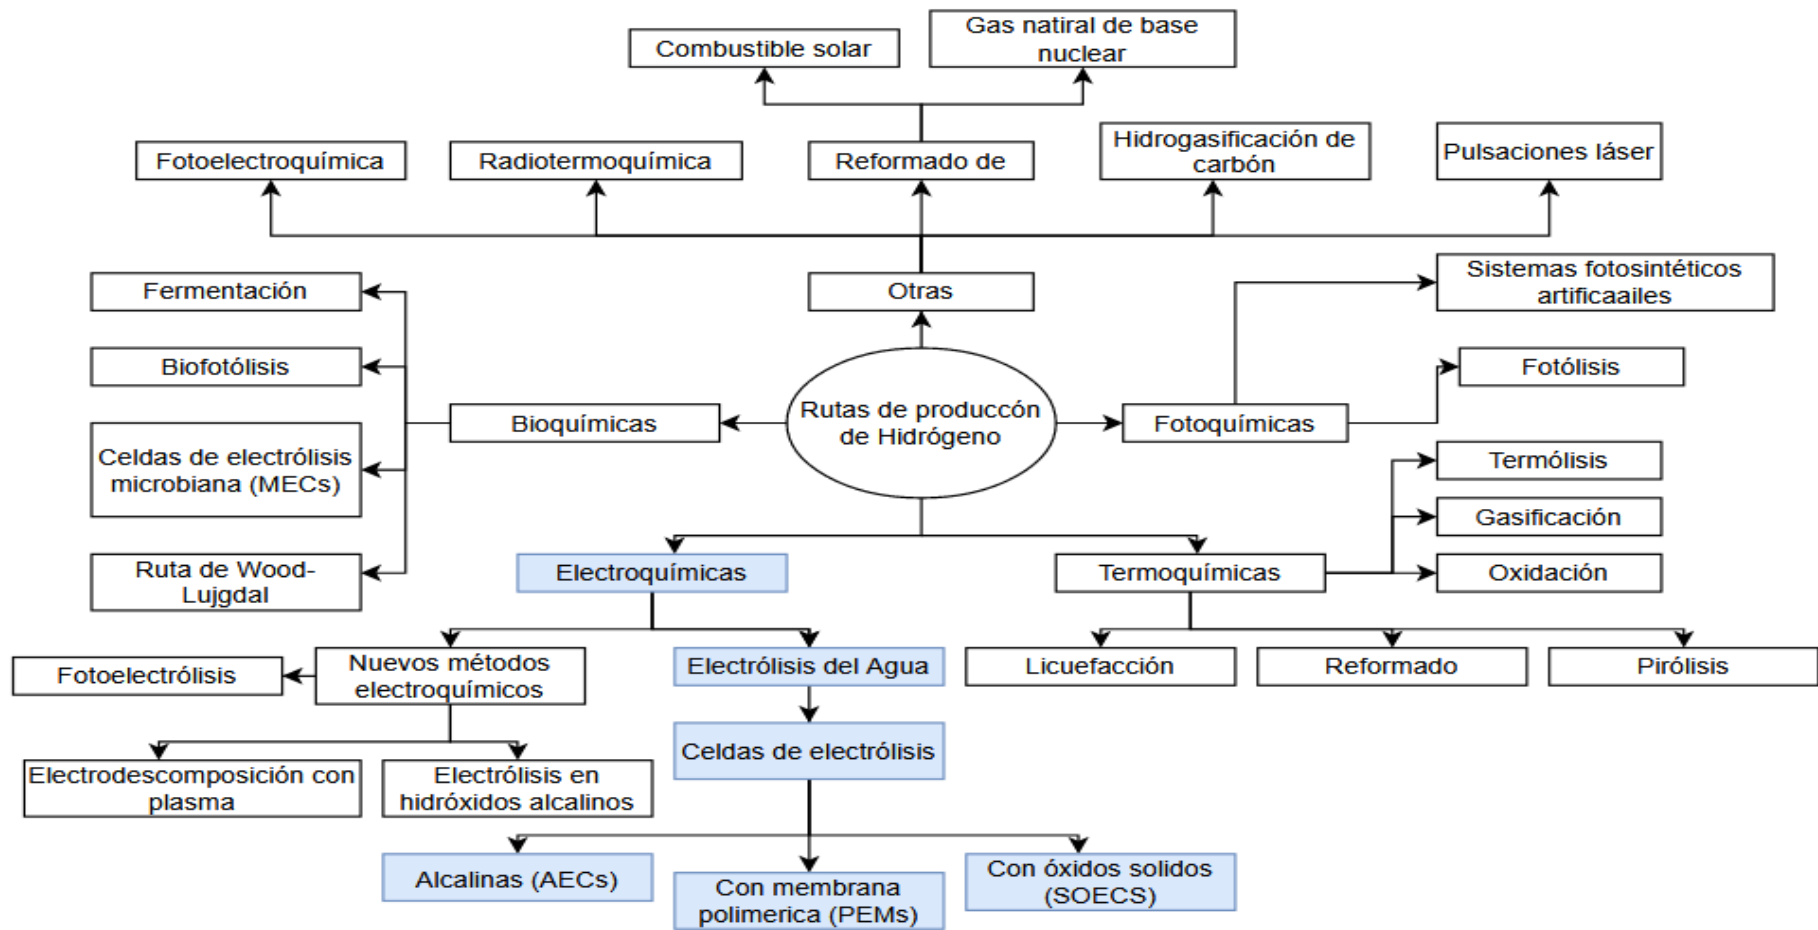 Combustible solar
Gas natiral de base
nuclear
Fotoelectroquímica
Radiotermoquímica
Reformado de
Hidrogasificación de
carbón
Pulsaciones láser
Fermentación
Otras
Sistemas fotosintéticos
artificaailes
Biofotólisis
Fotólisis
Bioquímicas
Rutas de produccón
de Hidrógeno
Fotoquímicas
Celdas de electrólisis
microbiana (MECs)
Termólisis
Gasificación
Ruta de Wood-
Lujgdal
Electroquímicas
Termoquímicas
Oxidación
Fotoelectrólisis
Nuevos métodos
electroquímicos
Electrólisis del Agua
Licuefacción
Reformado
Pirólisis
Celdas de electrólisis
Electrodescomposición con
plasma
Electrólisis en
hidróxidos alcalinos
Alcalinas (AECs)
Con membrana
polimerica (PEMs)
Con óxidos solidos
(SOECS)